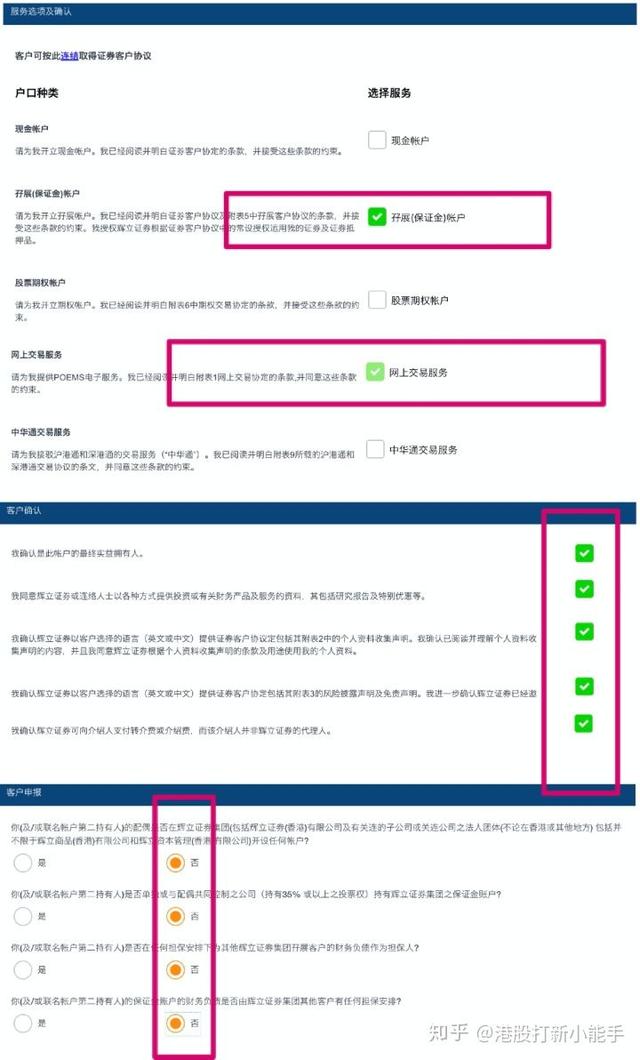 服务选项及确认
客户可按此连结取得证券客户协议
户口种类
选择服务
现金帐户
请为我开立现金帐户。我已经阅读并明白证券客户协定的条款，并接受这些条款的约束。
现金帐户
孖展(保证金)帐户
请为我开立孖展帐户。我已经阅读并明白证券客户协议及附表5中孖展客户协议的条款，并接
受这些条款的约束。我授权辉立证券根据证券客户协议中的常设授权运用我的证券及证券抵
押品。
孖展(保证金)帐户
股票期权帐户
请为我开立期权帐户。我已经阅读并明白附表6中期权交易协定的条款，并接受这些条款的约
束。
股票期权帐户
网上交易服务
请为我提供POEMS电子服务。我已经阅读并明白附表1网上交易协定的条款,并同意这些条款
的约束。
网上交易服务
中华通交易服务
请为我接驳沪港通和深港通的交易服务（“中华通”）。我已阅读并明白附表9所载的沪港通和
深港通交易协议的条文，并同意这些条款的约束。
中华通交易服务
客户确认
我确认是此帐户的最终实益拥有人。
我同意辉立证券或连络人士以各种方式提供投资或有关财务产品及服务的资料，其包括研究报告及特别优惠等。
我确认辉立证券以客户选择的语言（英文或中文）提供证券客户协议定包括其附表2中的个人资料收集声明。我确认已阅读并理解个人资料收
集声明的内容，并且我同意辉立证券根据个人资料收集声明的条款及用途使用我的个人资料。
我确认辉立证券以客户选择的语言（英文或中文）提供证券客户协定包括其附表3的风险披露声明及免责声明。我进一步确认辉立证券已经邀
我确认辉立证券可向介绍人支付转介费或介绍费，而该介绍人并非辉立证券的代理人。
客户申报
你(及/或联名帐户第二持有人)的配偶是否在辉立证券集团(包括辉立证券(香港)有限公司及有关连的子公司或关连公司之法人团体(不论在香港或其他地方) 包括并
不限于辉立商品(香港)有限公司和辉立资本管理(香港)有限公司)开设任何帐户?
是 否
你(及/或联名帐户第二持有人)是否单独或与配偶共同控制之公司（持有35% 或以上之投票权）持有辉立证券集团之保证金账户?
是 否
你(及/或联名帐户第二持有人)是否在任何担保安排下为其他辉立证券集团孖展客户的财务负债作为担保人?
是 否
你(及/或联名帐户第二持有人)的保证金账户的财务负债是否由辉立证券集团其他客户有任何担保安排?
是 否
知乎 @港股打新小能手